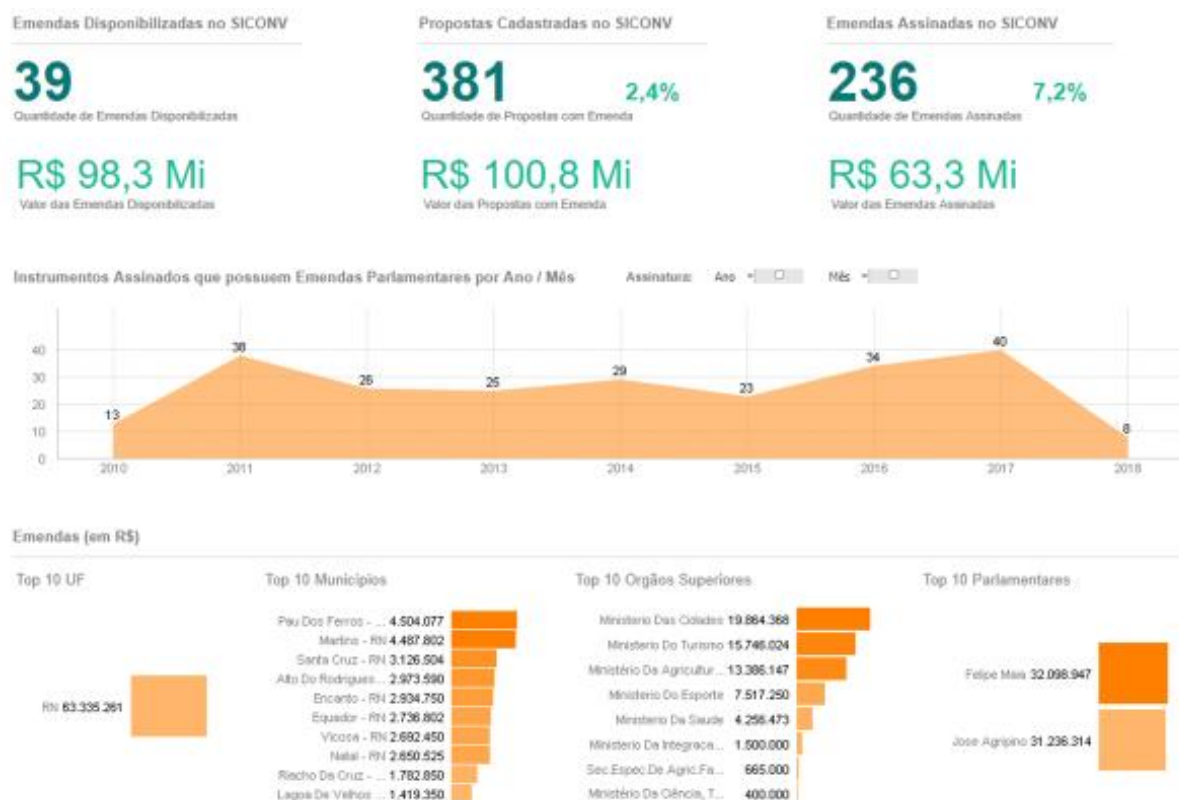 Emendas Disponibilizadas no SICONV
Propostas Cadastradas no SICONV
Emendas Assinadas no SICONV
39
381 2,4%
236 7,2%
Quantidade de Emendas Disponibilizadas
Quantidade de Propostas com Emenda
Quantidade de Emendas Assinadas
R$ 98,3 Mi
R$ 100,8 Mi
R$ 63,3 Mi
Valor das Emendas Disponibilizadas
Valor das Propostas com Emenda
Valor das Emendas Assinadas
Instrumentos Assinados que possuem Emendas Parlamentares por Ano / Mês
Assinatura: Ano Mês
40
30
20
10
0
13
38
26
25
29
23
34
40
8
2010 2011 2012 2013 2014 2015 2016 2017 2018
Emendas (em R$)
Top 10 UF
RN 63.335.261
Top 10 Municípios
Pau Dos Ferros - ... 4.504.077
Martins - RN 4.487.802
Santa Cruz - RN 3.126.504
Alto Do Rodrigues ... 2.973.590
Encanto - RN 2.934.750
Equador - RN 2.736.802
Vicosa - RN 2.692.450
Natal - RN 2.650.525
Riacho Da Cruz - ... 1.782.850
Lagoa De Velhos ... 1.419.350
Top 10 Orgãos Superiores
Ministerio Das Cidades 19.864.368
Ministerio Do Turismo 15.746.024
Ministério Da Agricultur... 13.386.147
Ministerio Do Esporte 7.517.250
Ministerio Da Saude 4.256.473
Ministerio Da Integraca... 1.500.000
Sec.Espec.De Agric.Fa... 665.000
Ministério Da Ciência, T... 400.000
Top 10 Parlamentares
Felipe Maia 32.098.947
Jose Agripino 31.236.314